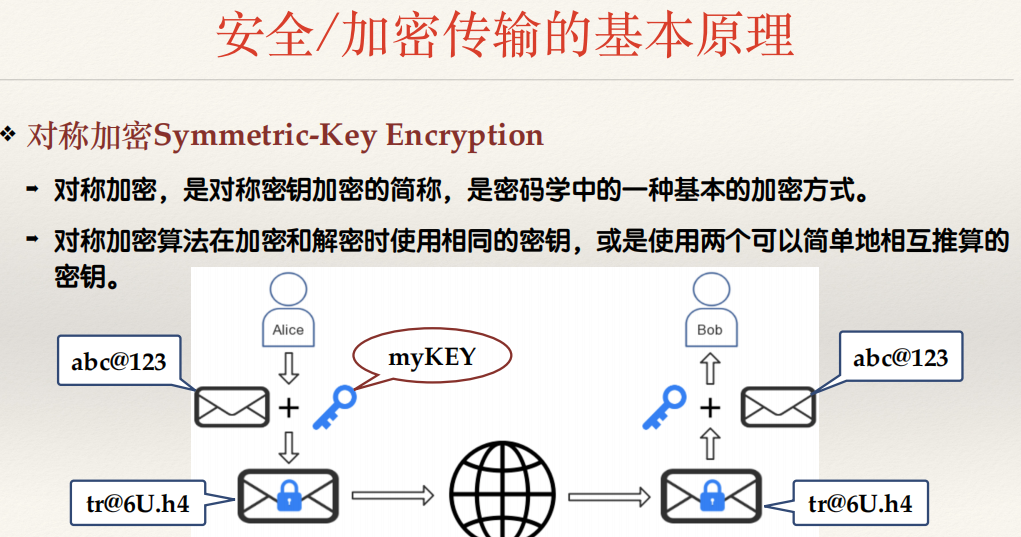 安全/加密传输的基本原理
❖ 对称加密Symmetric-Key Encryption
➡ 对称加密，是对称密钥加密的简称，是密码学中的一种基本的加密方式。
➡ 对称加密算法在加密和解密时使用相同的密钥，或是使用两个可以简单地相互推算的
密钥。
Alice
Bob
abc@123
myKEY
abc@123
+
+
tr@6U.h4
tr@6U.h4